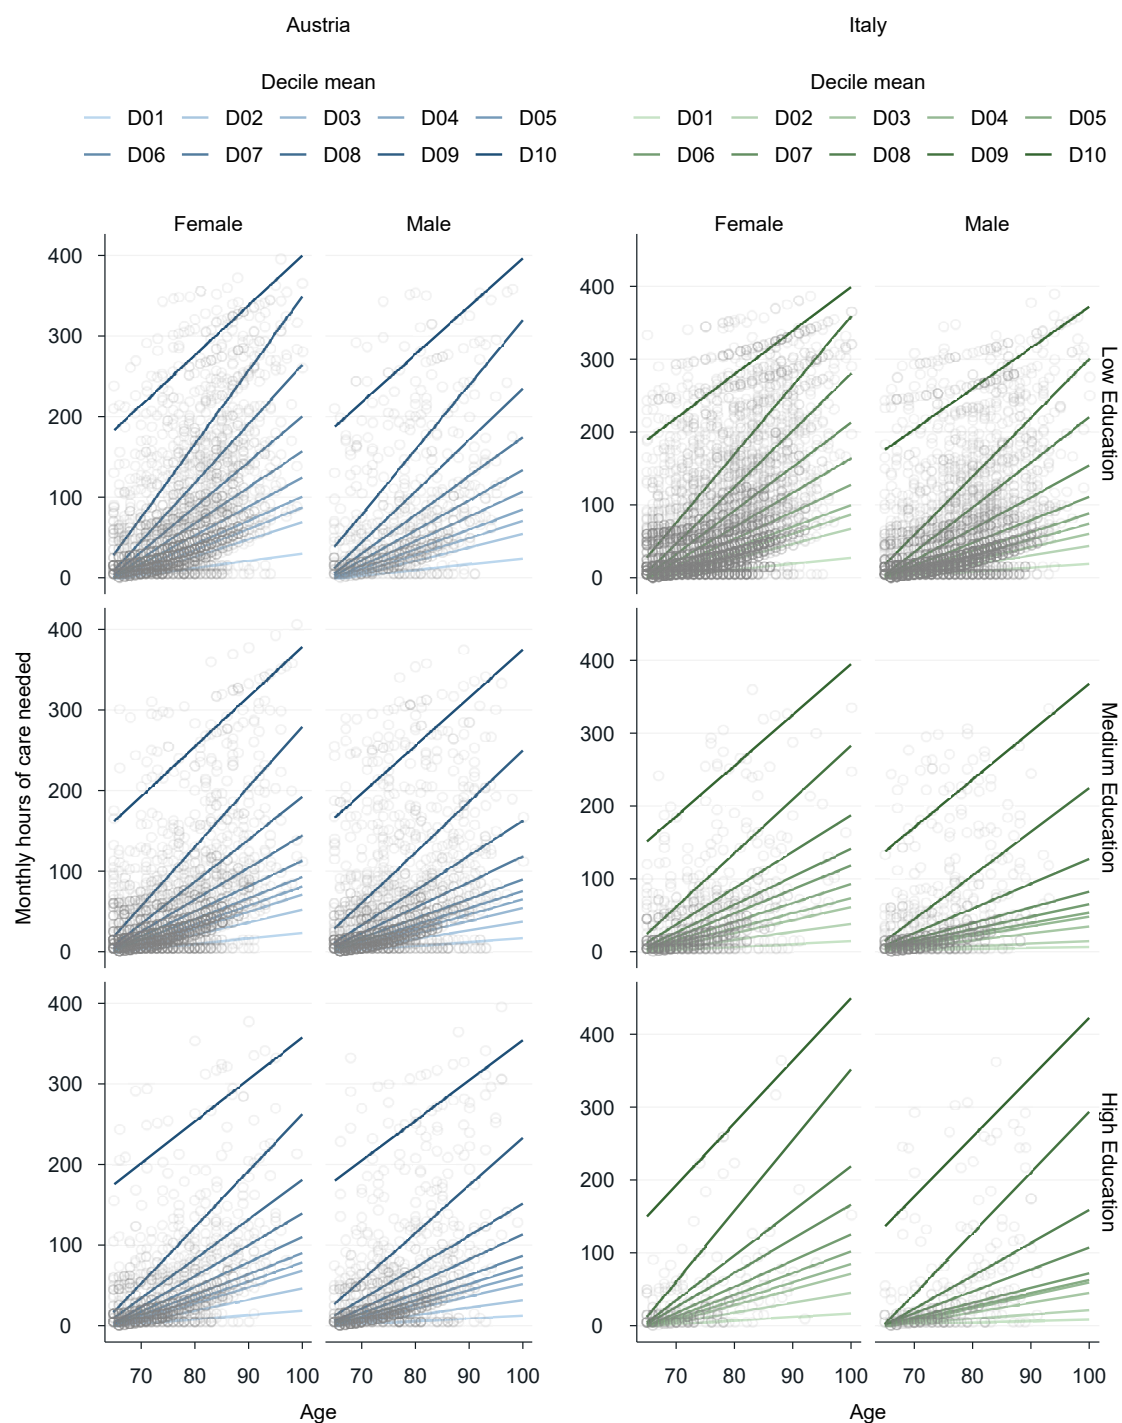 Austria Italy
Decile mean Decile mean
D01 D02 D03 D04 D05 D01 D02 D03 D04 D05
D06 D07 D08 D09 D10 D06 D07 D08 D09 D10
Female Male Female Male
400
300
200
100
0
400
300
200
100
0
Low Education
400
300
200
100
0
400
300
200
100
0
Medium Education
Monthly hours of care needed
400
300
200
100
0
400
300
200
100
0
High Education
70 80 90 100 70 80 90 100 70 80 90 100 70 80 90 100
Age Age